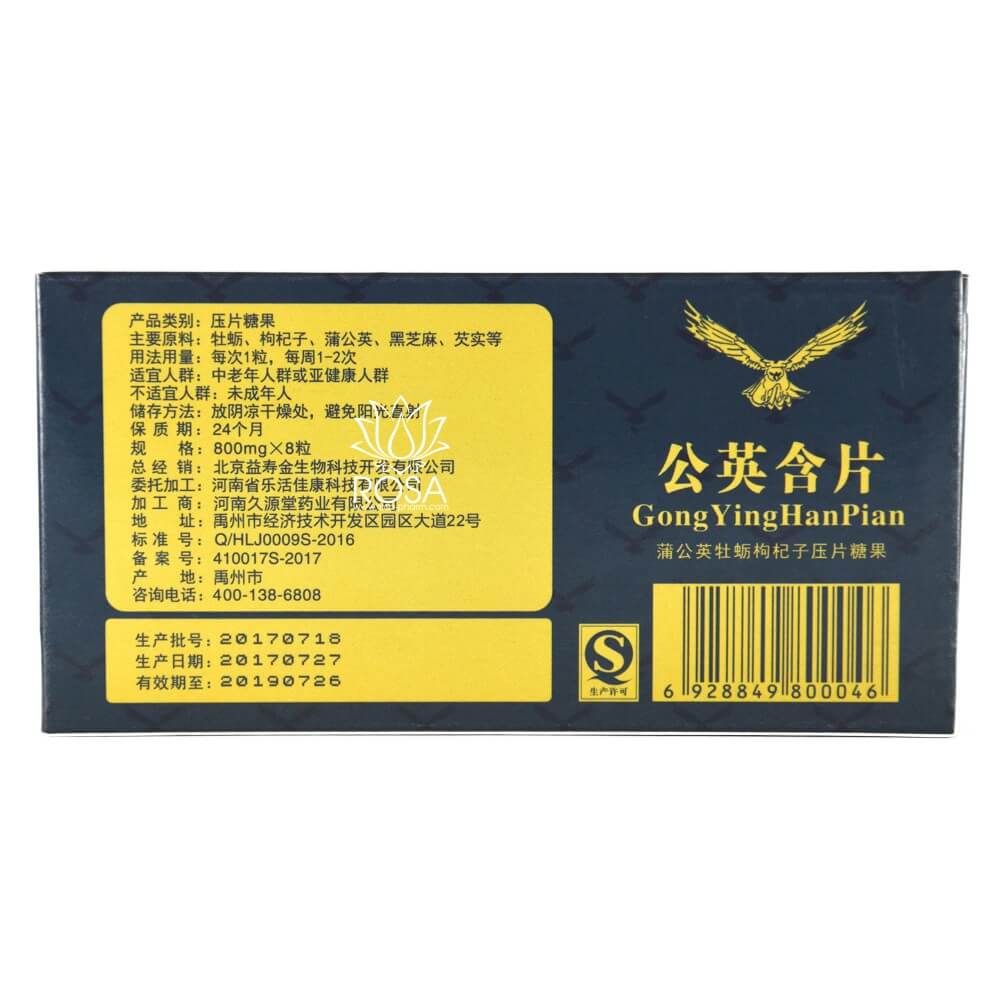 产品类别：压片糖果
主要原料：牡蛎、枸杞子、蒲公英、黑芝麻、芡实等
用法用量：每次1粒，每周1-2次
适宜人群：中老年人群或亚健康人群
不适宜人群：未成年人
储存方法：放阴凉干燥处，避免阳光直射
保 质 期：24个月
规 格：800mg×8粒
总 经 销：北京益寿金生物科技开发有限公司
委托加工：河南省乐活佳康科技有限公司
加 工 商：河南久源堂药业有限公司
地 址：禹州市经济技术开发区园区大道22号
标 准 号：Q/HLJ0009S-2016
备 案 号：410017S-2017
产 地：禹州市
咨询电话：400-138-6808
生产批号：20170718
生产日期：20170727
有效期至：20190726
ROSA
公英含片
GongYingHanPian
蒲公英牡蛎枸杞子压片糖果
生产许可
6 928849 800046